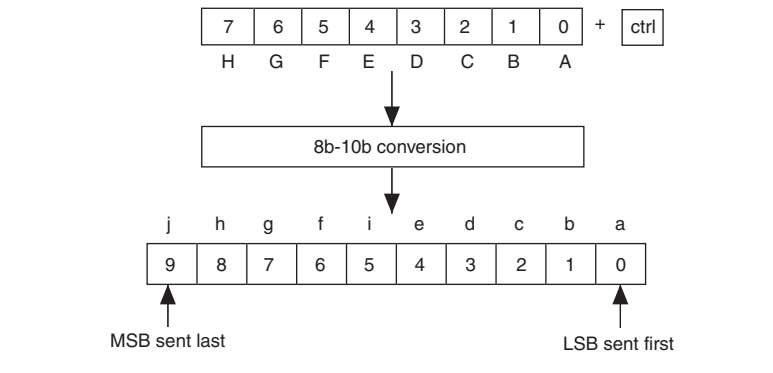 7 6 5 4 3 2 1 0 + ctrl
H G F E D C B A
8b-10b conversion
j h g f i e d c b a
9 8 7 6 5 4 3 2 1 0
MSB sent last LSB sent first